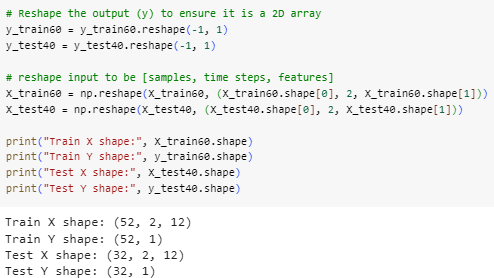 # Reshape the output (y) to ensure it is a 2D array
y_train60 = y_train60.reshape(-1, 1)
y_test40 = y_test40.reshape(-1, 1)
# reshape input to be [samples, time steps, features]
X_train60 = np.reshape(X_train60, (X_train60.shape[0], 2, X_train60.shape[1]))
X_test40 = np.reshape(X_test40, (X_test40.shape[0], 2, X_test40.shape[1]))
print("Train X shape:", X_train60.shape)
print("Train Y shape:", y_train60.shape)
print("Test X shape:", X_test40.shape)
print("Test Y shape:", y_test40.shape)
Train X shape: (52, 2, 12)
Train Y shape: (52, 1)
Test X shape: (32, 2, 12)
Test Y shape: (32, 1)